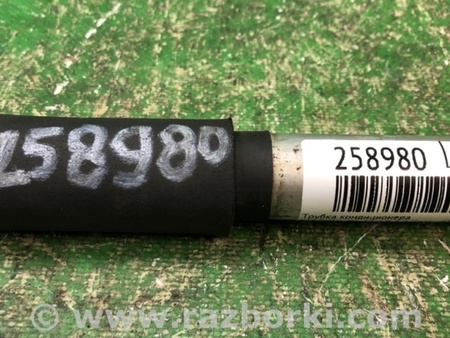 258980
258980
Трубка кондиционера
© www.razborki.com